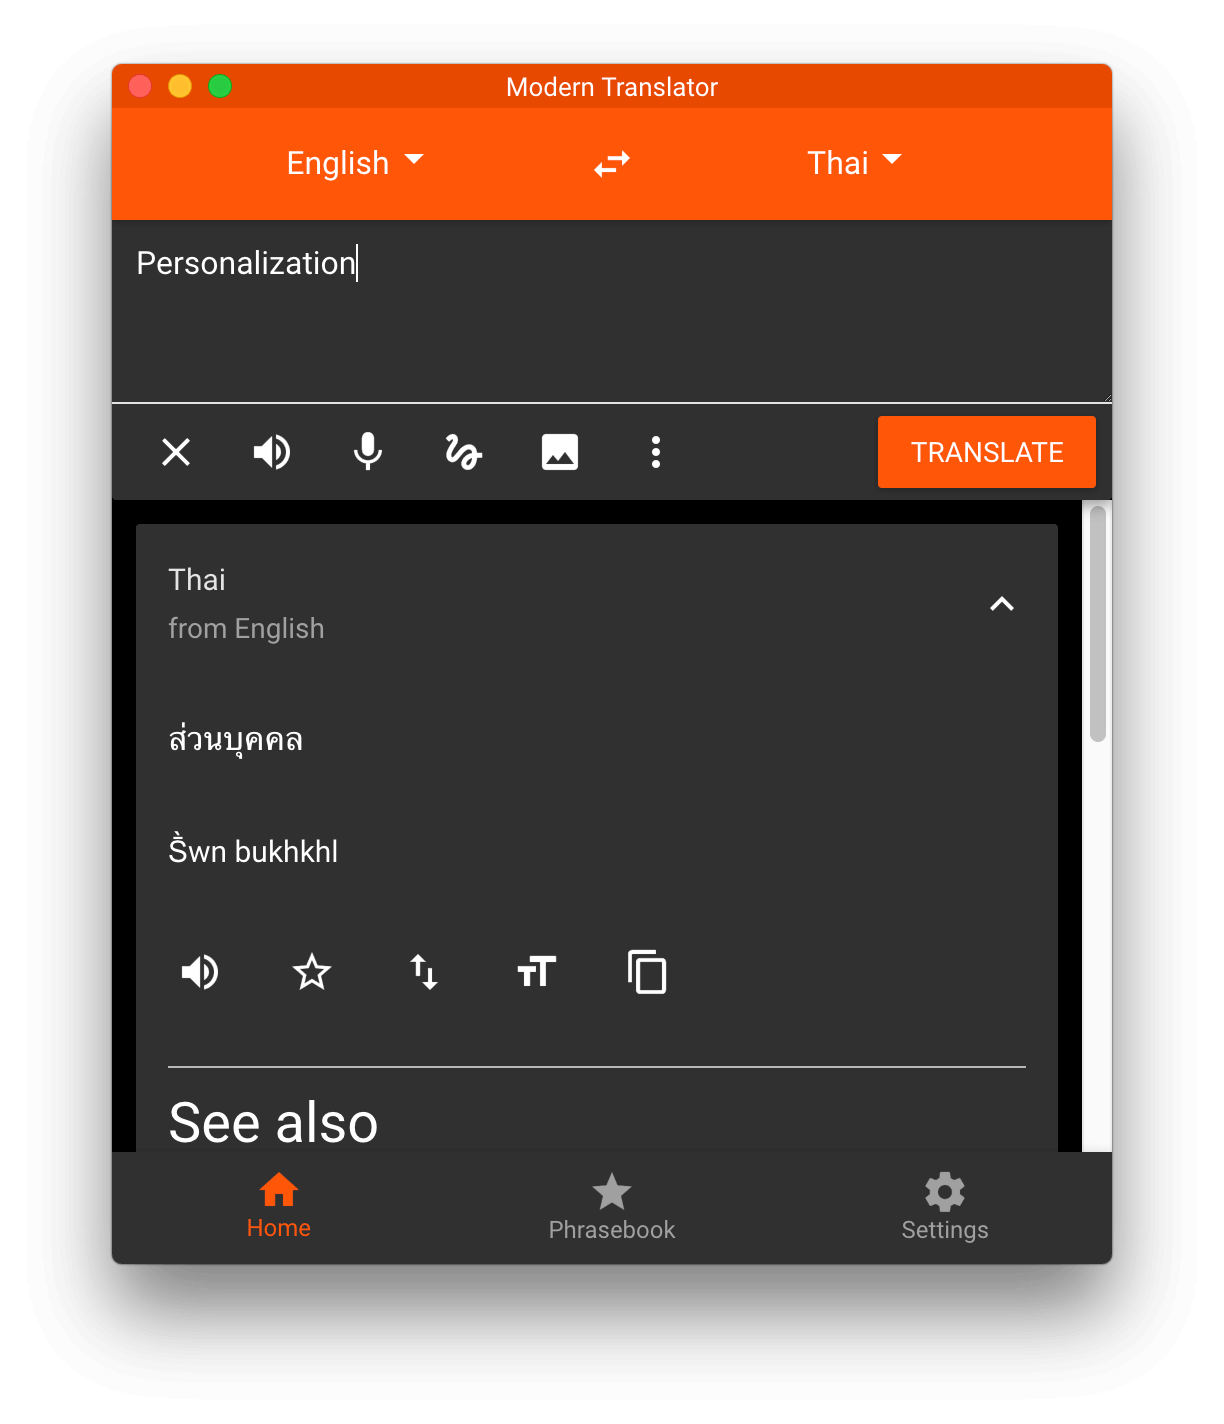 Modern Translator
English
Thai
Personalization
TRANSLATE
Thai
from English
ส่วนบุคคล
S̄̀wn bukhkhl
See also
Home
Phrasebook
Settings